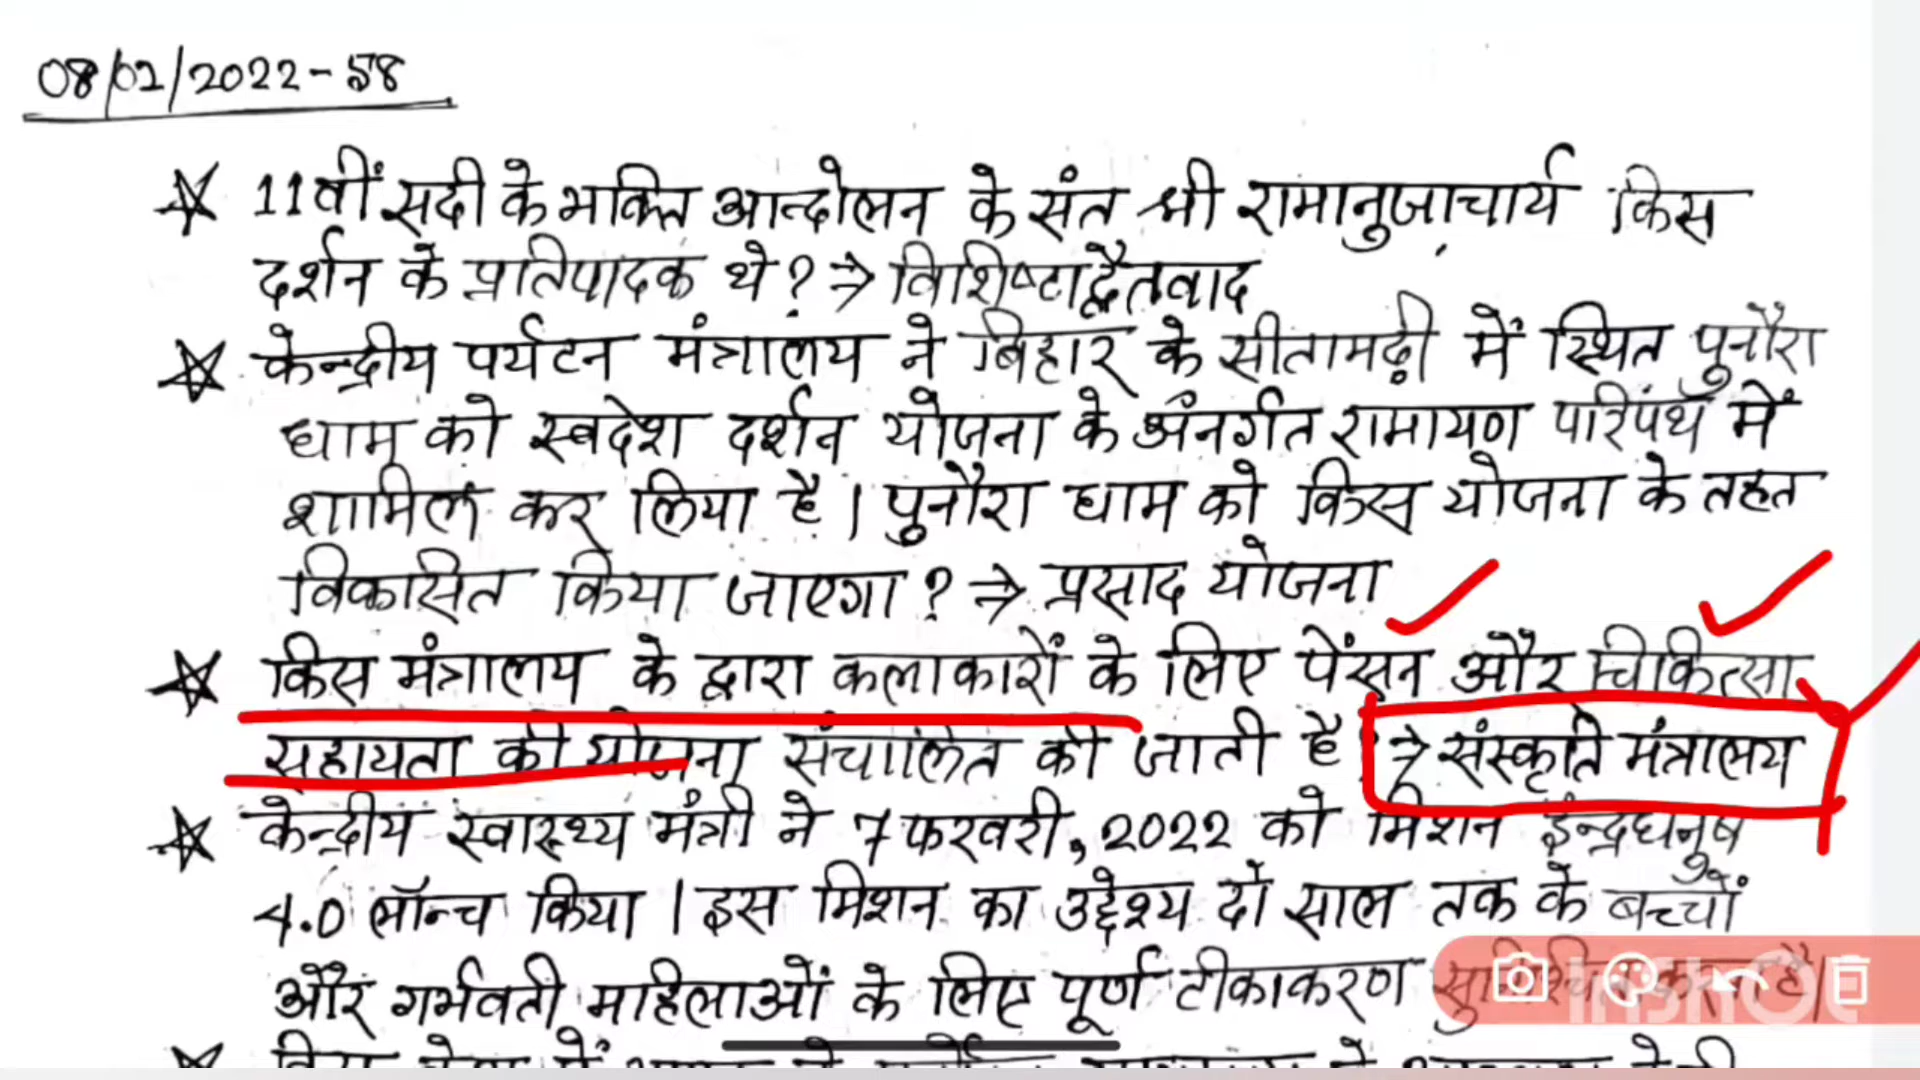 08/02/2022-58
☆ 11वीं सदी के भक्ति आन्दोलन के संत श्री रामानुजाचार्य किस
दर्शन के प्रतिपादक थे? ⇒ विशिष्टाद्वैतवाद
☆ केन्द्रीय पर्यटन मंत्रालय ने बिहार के सीतामढ़ी में स्थित पुनौरा
धाम को स्वदेश दर्शन योजना के अंतर्गत रामायण परिपथ में
शामिल कर लिया है। पुनौरा धाम को किस योजना के तहत
विकसित किया जाएगा? ⇒ प्रसाद योजना
☆ किस मंत्रालय के द्वारा कलाकारों के लिए पेंसन और चिकित्सा
सहायता की योजना संचालित की जाती है ⇒ संस्कृति मंत्रालय
☆ केन्द्रीय स्वास्थ्य मंत्री ने 7 फरवरी, 2022 को मिशन इन्द्रधनुष
4.0 लॉन्च किया। इस मिशन का उद्देश्य दो साल तक के बच्चों
और गर्भवती महिलाओं के लिए पूर्ण टीकाकरण सुनिश्चित करना है।
InShOt